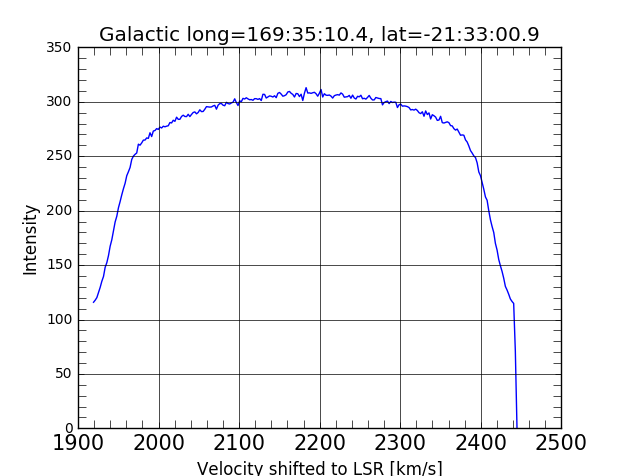 Galactic long=169:35:10.4, lat=-21:33:00.9
350
300
250
200
150
100
50
0
Intensity
1900 2000 2100 2200 2300 2400 2500
Velocity shifted to LSR [km/s]